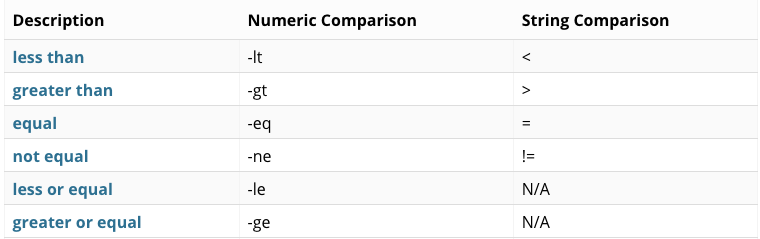 Description Numeric Comparison String Comparison
less than -lt <
greater than -gt >
equal -eq =
not equal -ne !=
less or equal -le N/A
greater or equal -ge N/A